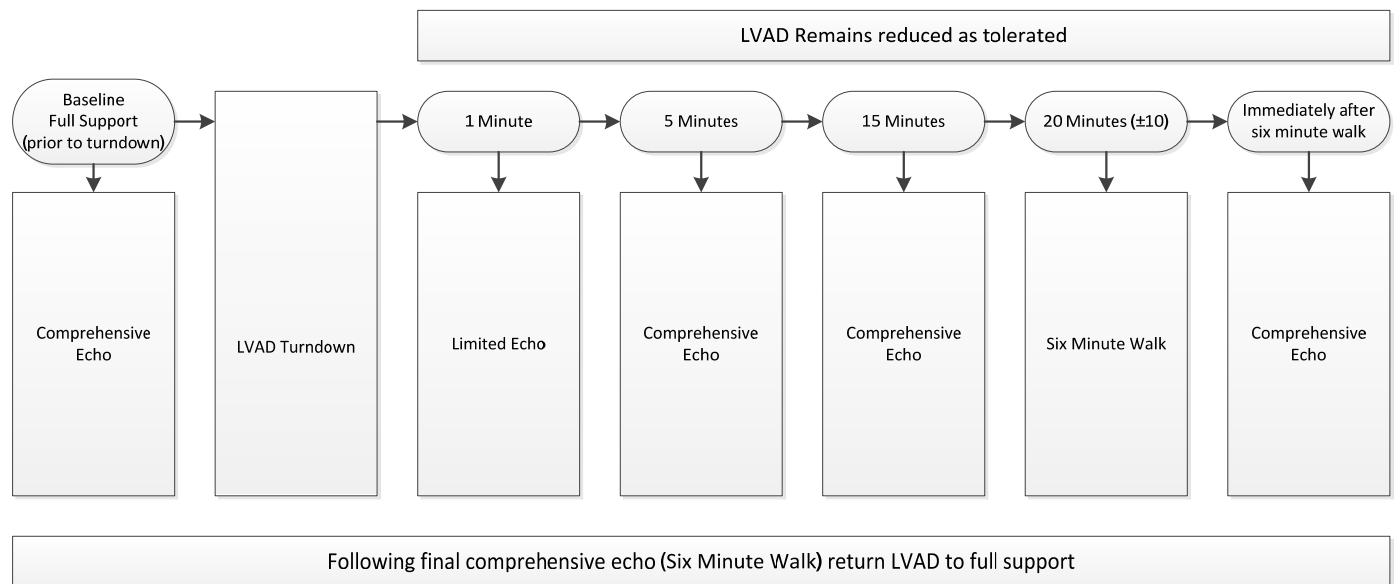 LVAD Remains reduced as tolerated
Baseline
Full Support
(prior to turndown)
1 Minute
5 Minutes
15 Minutes
20 Minutes (±10)
Immediately after
six minute walk
Comprehensive
Echo
LVAD Turndown
Limited Echo
Comprehensive
Echo
Comprehensive
Echo
Six Minute Walk
Comprehensive
Echo
Following final comprehensive echo (Six Minute Walk) return LVAD to full support